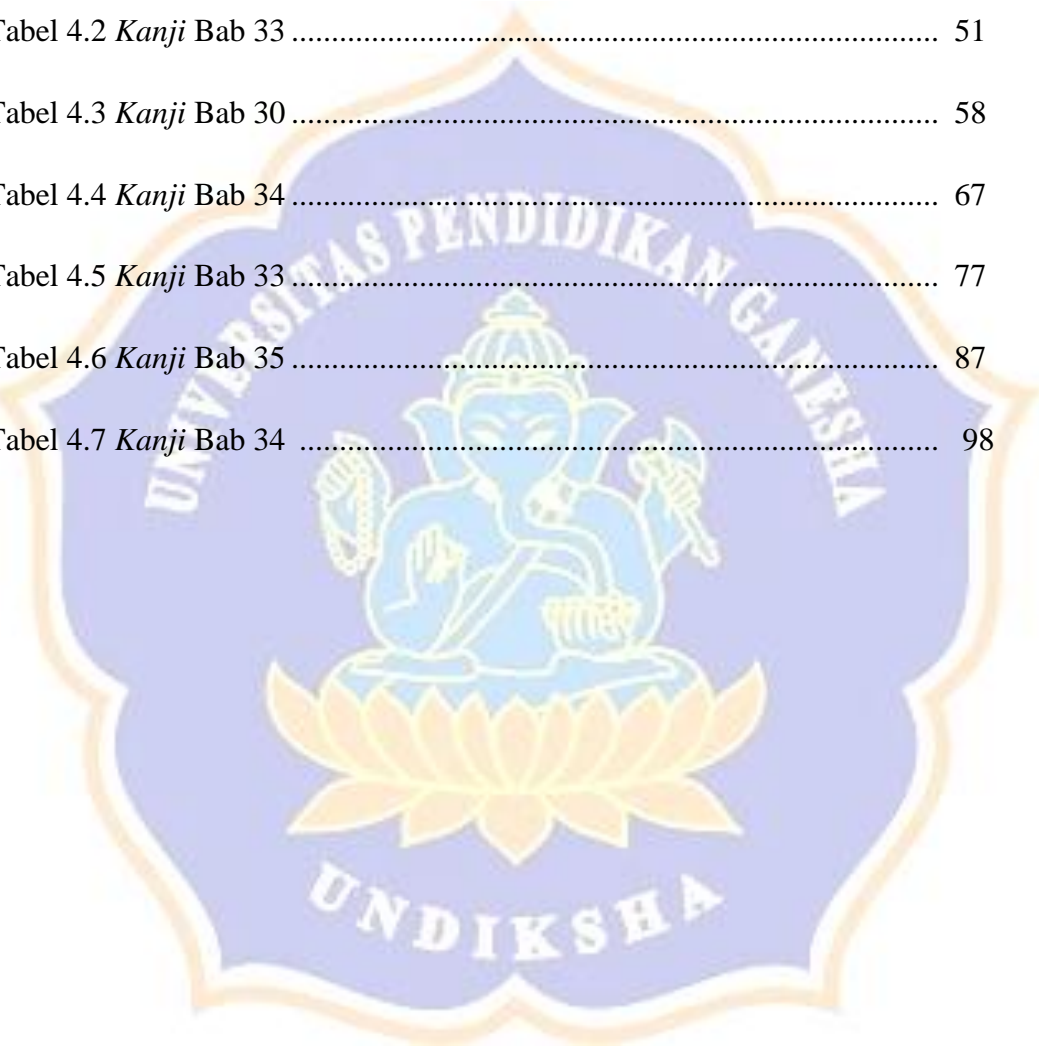 Tabel 4.2 Kanji Bab 33 ................................................................................ 51
Tabel 4.3 Kanji Bab 30 ................................................................................ 58
Tabel 4.4 Kanji Bab 34 ................................................................................ 67
Tabel 4.5 Kanji Bab 33 ................................................................................ 77
Tabel 4.6 Kanji Bab 35 ................................................................................ 87
Tabel 4.7 Kanji Bab 34 ............................................................................... 98
UNIVERSITAS PENDIDIKAN GANESHA
UNDIKSHA